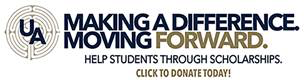 UA
MAKING A DIFFERENCE.
MOVING FORWARD.
HELP STUDENTS THROUGH SCHOLARSHIPS.
CLICK TO DONATE TODAY!